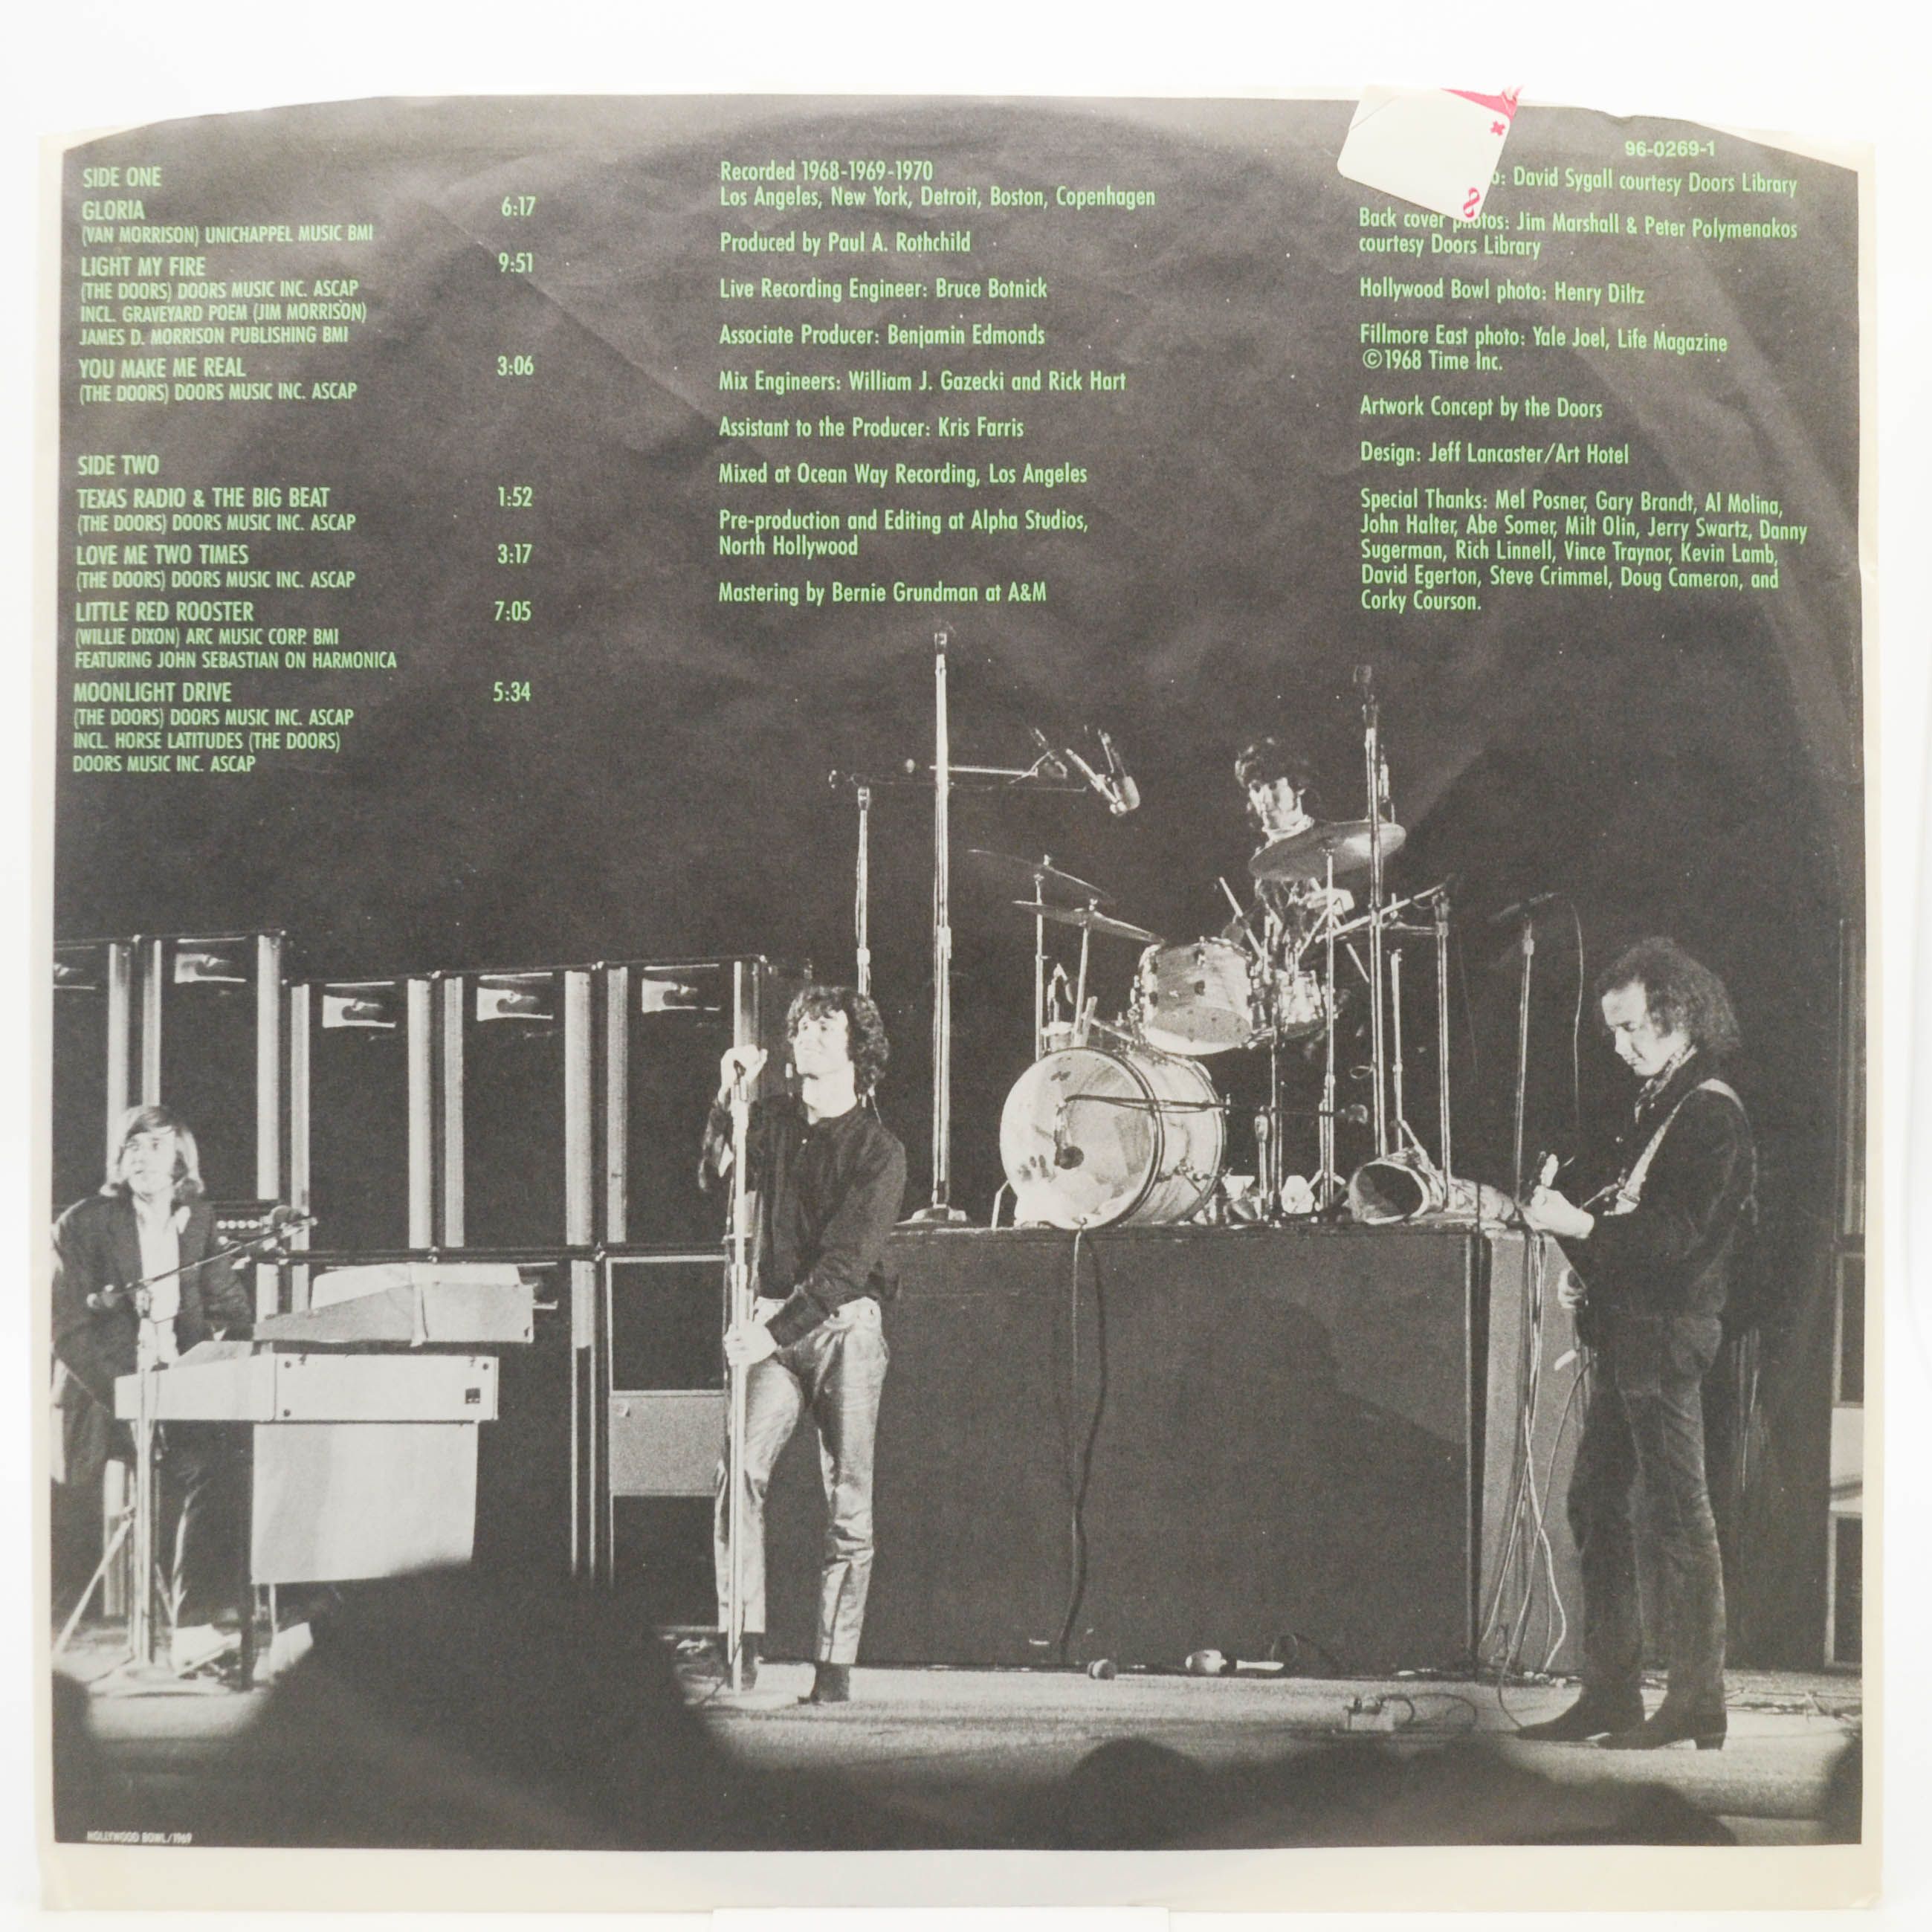 SIDE ONE
GLORIA 6:17
(VAN MORRISON) UNICHAPPEL MUSIC BMI
LIGHT MY FIRE 9:51
(THE DOORS) DOORS MUSIC INC. ASCAP
INCL. GRAVEYARD POEM (JIM MORRISON)
JAMES D. MORRISON PUBLISHING BMI
YOU MAKE ME REAL 3:06
(THE DOORS) DOORS MUSIC INC. ASCAP
SIDE TWO
TEXAS RADIO & THE BIG BEAT 1:52
(THE DOORS) DOORS MUSIC INC. ASCAP
LOVE ME TWO TIMES 3:17
(THE DOORS) DOORS MUSIC INC. ASCAP
LITTLE RED ROOSTER 7:05
(WILLIE DIXON) ARC MUSIC CORP. BMI
FEATURING JOHN SEBASTIAN ON HARMONICA
MOONLIGHT DRIVE 5:34
(THE DOORS) DOORS MUSIC INC. ASCAP
INCL. HORSE LATITUDES (THE DOORS)
DOORS MUSIC INC. ASCAP
Recorded 1968-1969-1970
Los Angeles, New York, Detroit, Boston, Copenhagen
Produced by Paul A. Rothchild
Live Recording Engineer: Bruce Botnick
Associate Producer: Benjamin Edmonds
Mix Engineers: William J. Gazecki and Rick Hart
Assistant to the Producer: Kris Farris
Mixed at Ocean Way Recording, Los Angeles
Pre-production and Editing at Alpha Studios,
North Hollywood
Mastering by Bernie Grundman at A&M
96-0269-1
: David Sygall courtesy Doors Library
Back cover photos: Jim Marshall & Peter Polymenakos
courtesy Doors Library
Hollywood Bowl photo: Henry Diltz
Fillmore East photo: Yale Joel, Life Magazine
©1968 Time Inc.
Artwork Concept by the Doors
Design: Jeff Lancaster/Art Hotel
Special Thanks: Mel Posner, Gary Brandt, Al Molina,
John Halter, Abe Somer, Milt Olin, Jerry Swartz, Danny
Sugerman, Rich Linnell, Vince Traynor, Kevin Lamb,
David Egerton, Steve Crimmel, Doug Cameron, and
Corky Courson.
HOLLYWOOD BOWL/1969